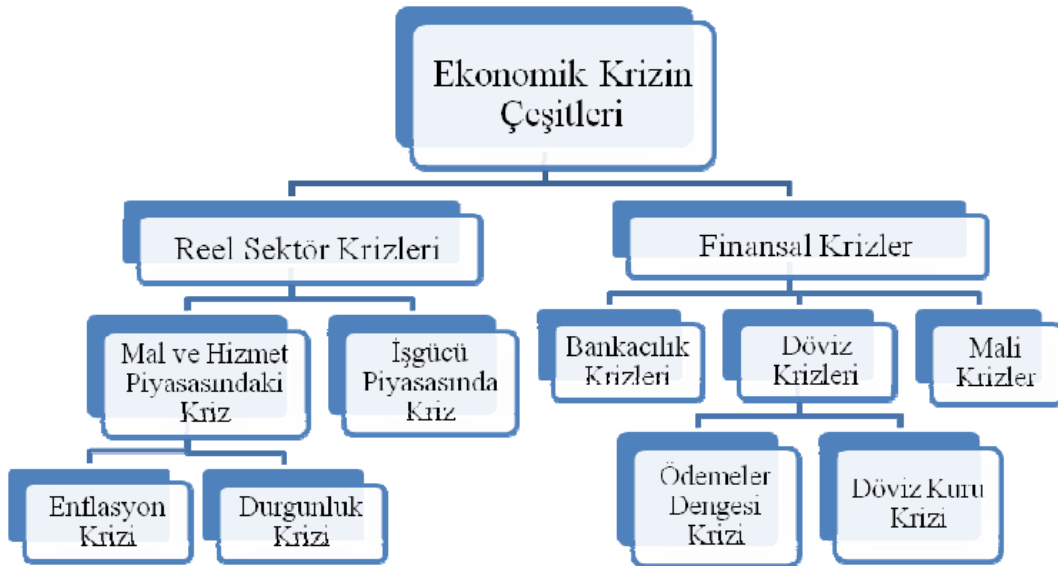 Ekonomik Krizin
Çeşitleri
Reel Sektör Krizleri
Finansal Krizler
Mal ve Hizmet
Piyasasındaki
Kriz
İşgücü
Piyasasında
Kriz
Bankacılık
Krizleri
Döviz
Krizleri
Mali
Krizler
Enflasyon
Krizi
Durgunluk
Krizi
Ödemeler
Dengesi
Krizi
Döviz Kuru
Krizi